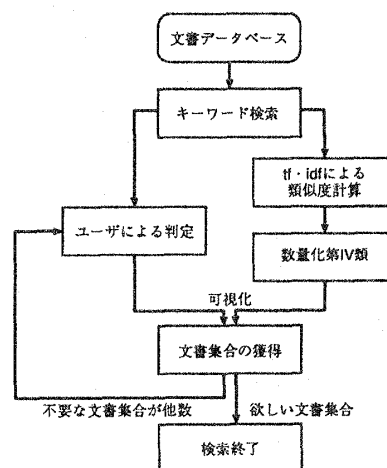 文書データベース
キーワード検索
tf・idfによる
類似度計算
ユーザによる判定
数量化第IV類
可視化
文書集合の獲得
不要な文書集合が他数
欲しい文書集合
検索終了